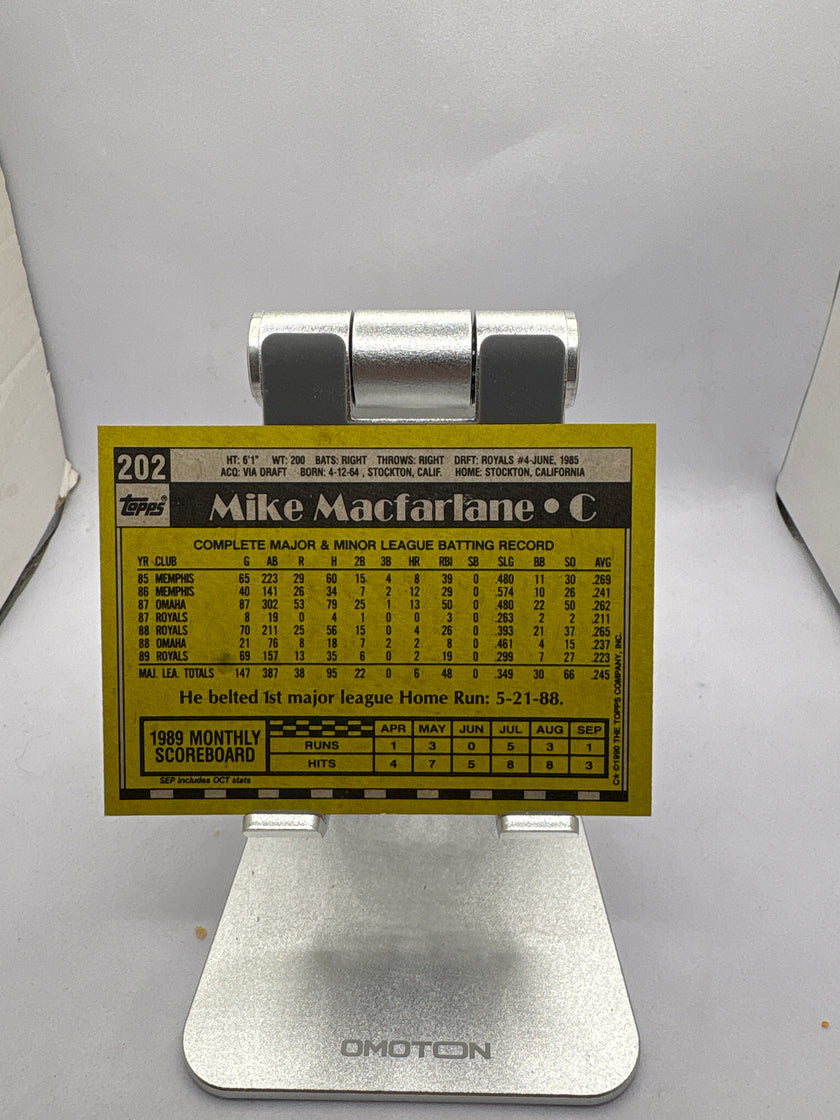 202
HT: 6'1" WT: 200 BATS: RIGHT THROWS: RIGHT DRFT: ROYALS #4-JUNE, 1985
ACQ: VIA DRAFT BORN: 4-12-64, STOCKTON, CALIF. HOME: STOCKTON, CALIFORNIA
Topps® Mike Macfarlane • C
COMPLETE MAJOR & MINOR LEAGUE BATTING RECORD
YR CLUB G AB R H 2B 3B HR RBI SB SLG BB SO AVG
85 MEMPHIS 65 223 29 60 15 4 8 39 0 .480 11 30 .269
86 MEMPHIS 40 141 26 34 7 2 12 29 0 .574 10 26 .241
87 OMAHA 87 302 53 79 25 1 13 50 0 .480 22 50 .262
87 ROYALS 8 19 0 4 1 0 0 3 0 .263 2 2 .211
88 ROYALS 70 211 25 56 15 0 4 26 0 .393 21 37 .265
88 OMAHA 21 76 8 18 7 2 2 8 0 .461 4 15 .237
89 ROYALS 69 157 13 35 6 0 2 19 0 .299 7 27 .223
MAJ. LEA. TOTALS 147 387 38 95 22 0 6 48 0 .349 30 66 .245
He belted 1st major league Home Run: 5-21-88.
1989 MONTHLY
SCOREBOARD
APR MAY JUN JUL AUG SEP
RUNS 1 3 0 5 3 1
HITS 4 7 5 8 8 3
SEP includes OCT stats
C* ©1990 THE TOPPS COMPANY, INC.
OMOTON